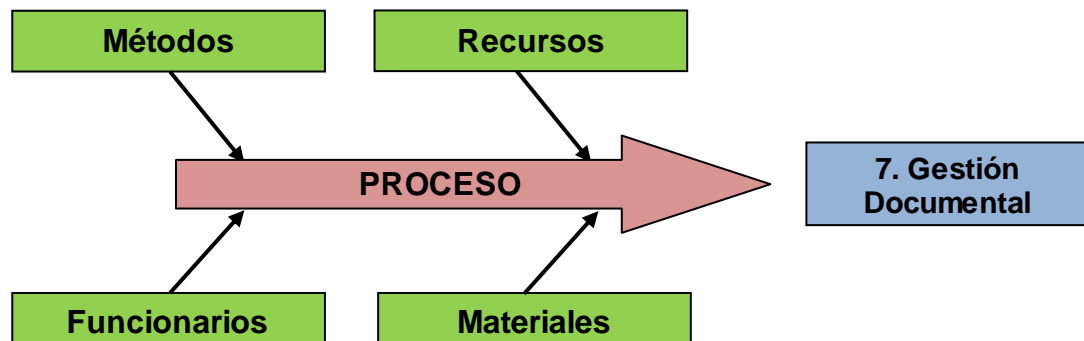 Métodos
Recursos
PROCESO
7. Gestión
Documental
Funcionarios
Materiales